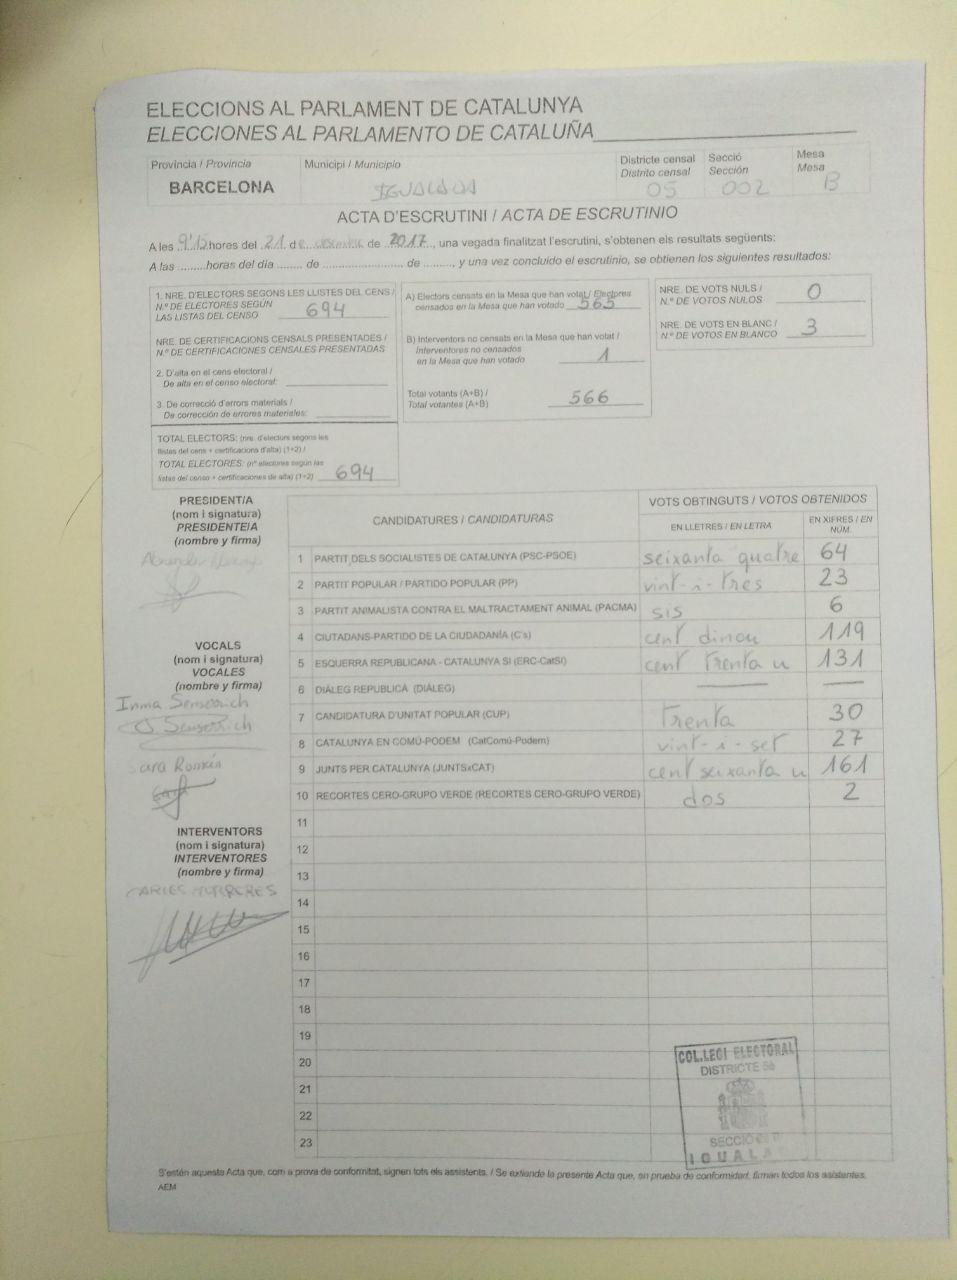 ELECCIONS AL PARLAMENT DE CATALUNYA
ELECCIONES AL PARLAMENTO DE CATALUÑA
Província / Provincia
BARCELONA
Municipi / Municipio
IGUALADA
Districte censal
Distrito censal
05
Secció
Sección
002
Mesa
Mesa
B
ACTA D'ESCRUTINI / ACTA DE ESCRUTINIO
A les 9'15 hores del 21 de desembre de 2017, una vegada finalitzat l'escrutini, s'obtenen els resultats següents:
A las ......... horas del día ........ de ........................ de ........., y una vez concluido el escrutinio, se obtienen los siguientes resultados:
1. NRE. D'ELECTORS SEGONS LES LLISTES DEL CENS /
N.º DE ELECTORES SEGÚN
LAS LISTAS DEL CENSO 694
NRE. DE CERTIFICACIONS CENSALS PRESENTADES /
N.º DE CERTIFICACIONES CENSALES PRESENTADAS
2. D'alta en el cens electoral /
De alta en el censo electoral:
3. De correcció d'errors materials /
De corrección de errores materiales:
TOTAL ELECTORS: (nre. d'electors segons les
llistes del cens + certificacions d'alta) (1+2) /
TOTAL ELECTORES: (nº electores según las
listas del censo + certificaciones de alta) (1+2) 694
A) Electors censats en la Mesa que han votat / Electores
censados en la Mesa que han votado 565
B) Interventors no censats en la Mesa que han votat /
Interventores no censados
en la Mesa que han votado 1
Total votants (A+B) /
Total votantes (A+B) 566
NRE. DE VOTS NULS /
N.º DE VOTOS NULOS 0
NRE. DE VOTS EN BLANC /
N.º DE VOTOS EN BLANCO 3
PRESIDENT/A
(nom i signatura)
PRESIDENTE/A
(nombre y firma)
VOCALS
(nom i signatura)
VOCALES
(nombre y firma)
Inma Senserrich
Senserrich
Sara Román
INTERVENTORS
(nom i signatura)
INTERVENTORES
(nombre y firma)
CARLES
CANDIDATURES / CANDIDATURAS
VOTS OBTINGUTS / VOTOS OBTENIDOS
EN LLETRES / EN LETRA
EN XIFRES / EN NÚM.
1 PARTIT DELS SOCIALISTES DE CATALUNYA (PSC-PSOE) seixanta quatre 64
2 PARTIT POPULAR / PARTIDO POPULAR (PP) vint-i-tres 23
3 PARTIT ANIMALISTA CONTRA EL MALTRACTAMENT ANIMAL (PACMA) sis 6
4 CIUTADANS-PARTIDO DE LA CIUDADANÍA (C's) cent dinou 119
5 ESQUERRA REPUBLICANA - CATALUNYA SÍ (ERC-CatSí) cent trenta u 131
6 DIÀLEG REPUBLICÀ (DIÀLEG)
7 CANDIDATURA D'UNITAT POPULAR (CUP) trenta 30
8 CATALUNYA EN COMÚ-PODEM (CatComú-Podem) vint-i-set 27
9 JUNTS PER CATALUNYA (JUNTSxCAT) cent seixanta u 161
10 RECORTES CERO-GRUPO VERDE (RECORTES CERO-GRUPO VERDE) dos 2
11
12
13
14
15
16
17
18
19
20
21
22
23
COL.LEGI ELECTORAL
DISTRICTE
SECCIÓ
S'estén aquesta Acta que, com a prova de conformitat, signen tots els assistents. / Se extiende la presente Acta que, en prueba de conformidad, firman todos los asistentes.
AEM